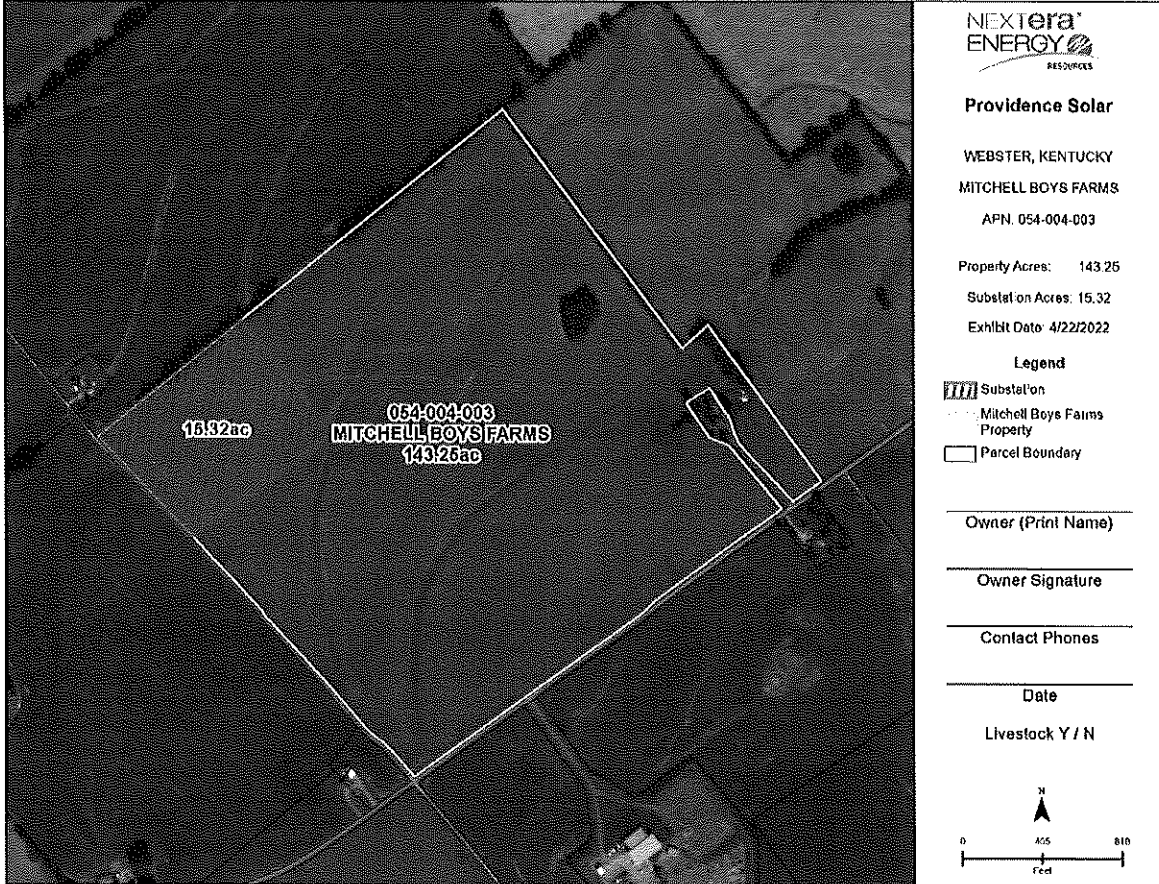 NEXTera
ENERGY
RESOURCES
Providence Solar
WEBSTER, KENTUCKY
MITCHELL BOYS FARMS
APN. 054-004-003
Property Acres: 143.25
Substation Acres: 15.32
Exhibit Date: 4/22/2022
Legend
Substation
Mitchell Boys Farms
Property
Parcel Boundary
Owner (Print Name)
Owner Signature
Contact Phones
Date
Livestock Y / N
N
0 405 810
Feet
15.32ac
054-004-003
MITCHELL BOYS FARMS
143.25ac